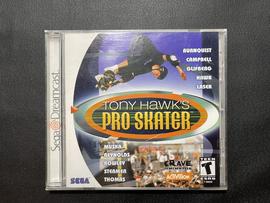 BURNQUIST
CAMPBELL
GLIFBERG
HAWK
LASEK
Sega Dreamcast
TONY HAWK'S
PRO SKATER
MUSKA
REYNOLDS
ROWLEY
STEAMER
THOMAS
SEGA
CRAVE
ACTIVISION
TEEN
T